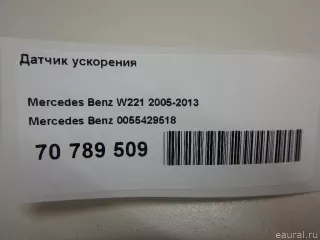 Датчик ускорения
Mercedes Benz W221 2005-2013
Mercedes Benz 0055429518
70 789 509
eaural.ru